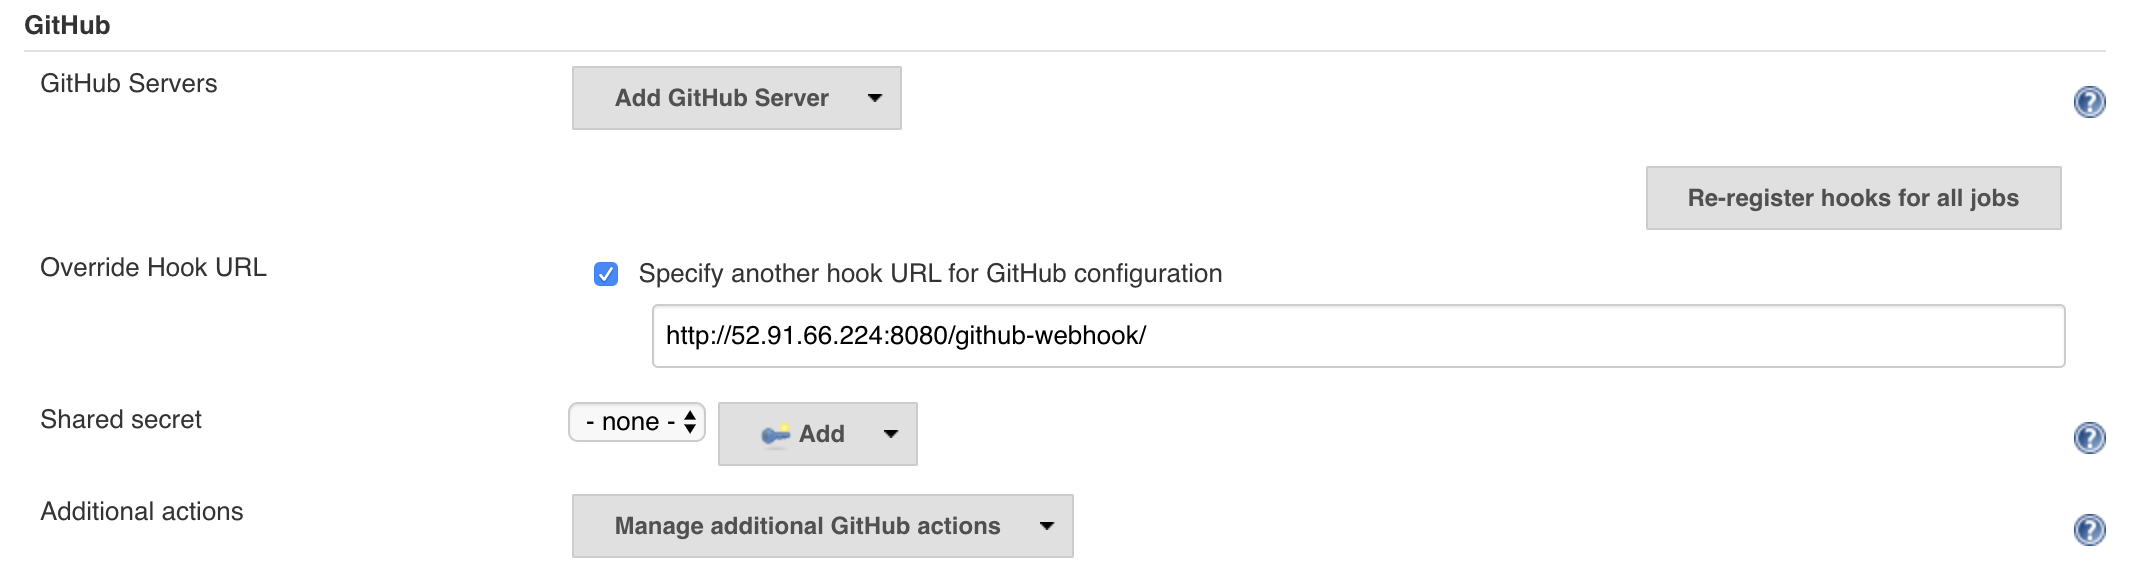 GitHub
GitHub Servers
Add GitHub Server
Re-register hooks for all jobs
Override Hook URL
Specify another hook URL for GitHub configuration
http://52.91.66.224:8080/github-webhook/
Shared secret
- none -
Add
Additional actions
Manage additional GitHub actions